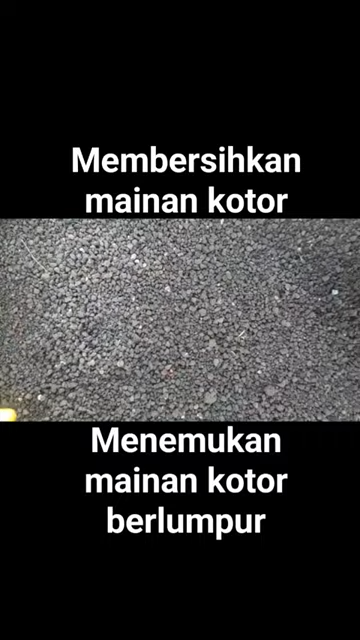 Membersihkan
mainan kotor
Menemukan
mainan kotor
berlumpur